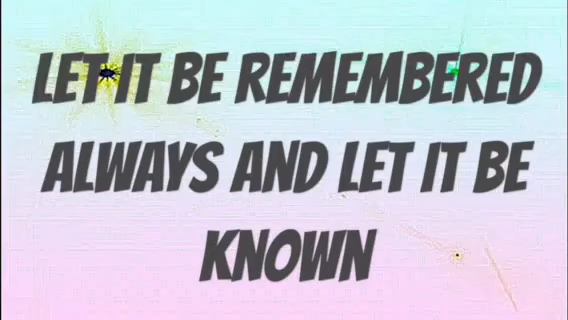 LET IT BE REMEMBERED
ALWAYS AND LET IT BE
KNOWN